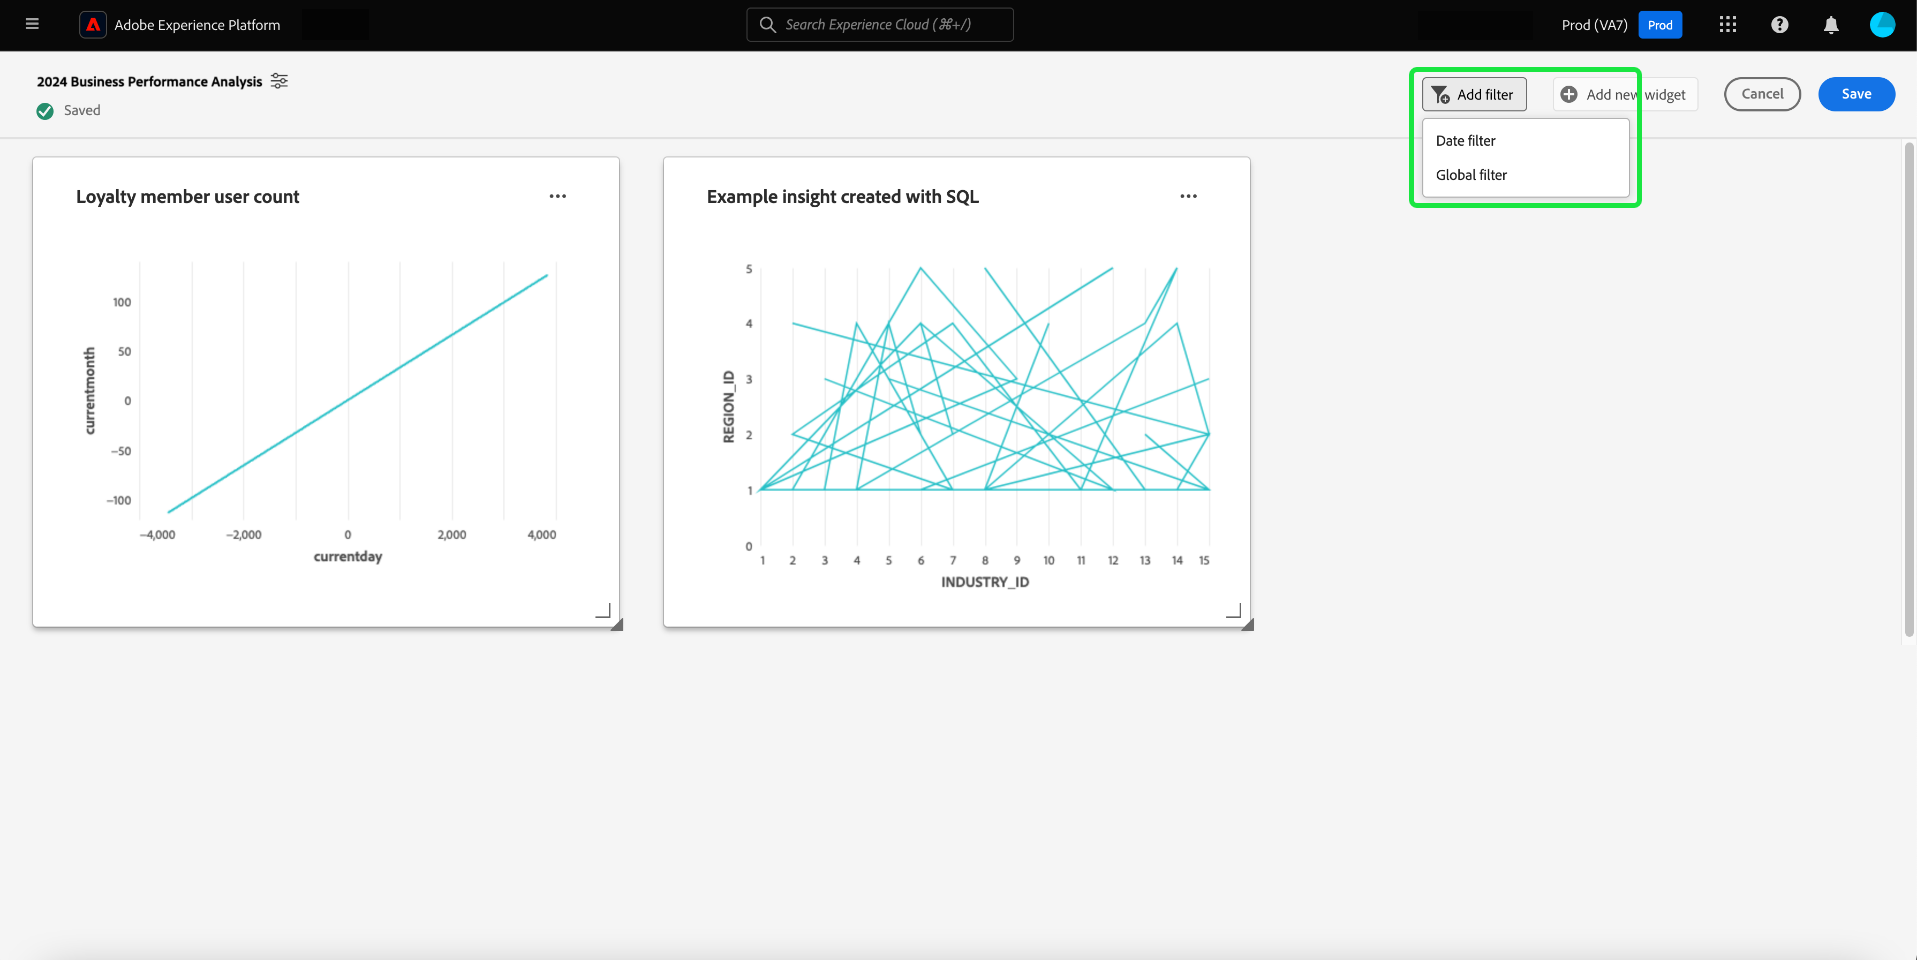 Adobe Experience Platform
Search Experience Cloud (⌘+/)
Prod (VA7)
Prod
2024 Business Performance Analysis
Saved
Add filter
Add new widget
Cancel
Save
Date filter
Global filter
Loyalty member user count
100
50
0
−50
−100
currentmonth
−4,000
−2,000
0
2,000
4,000
currentday
Example insight created with SQL
5
4
3
2
1
0
REGION_ID
1
2
3
4
5
6
7
8
9
10
11
12
13
14
15
INDUSTRY_ID